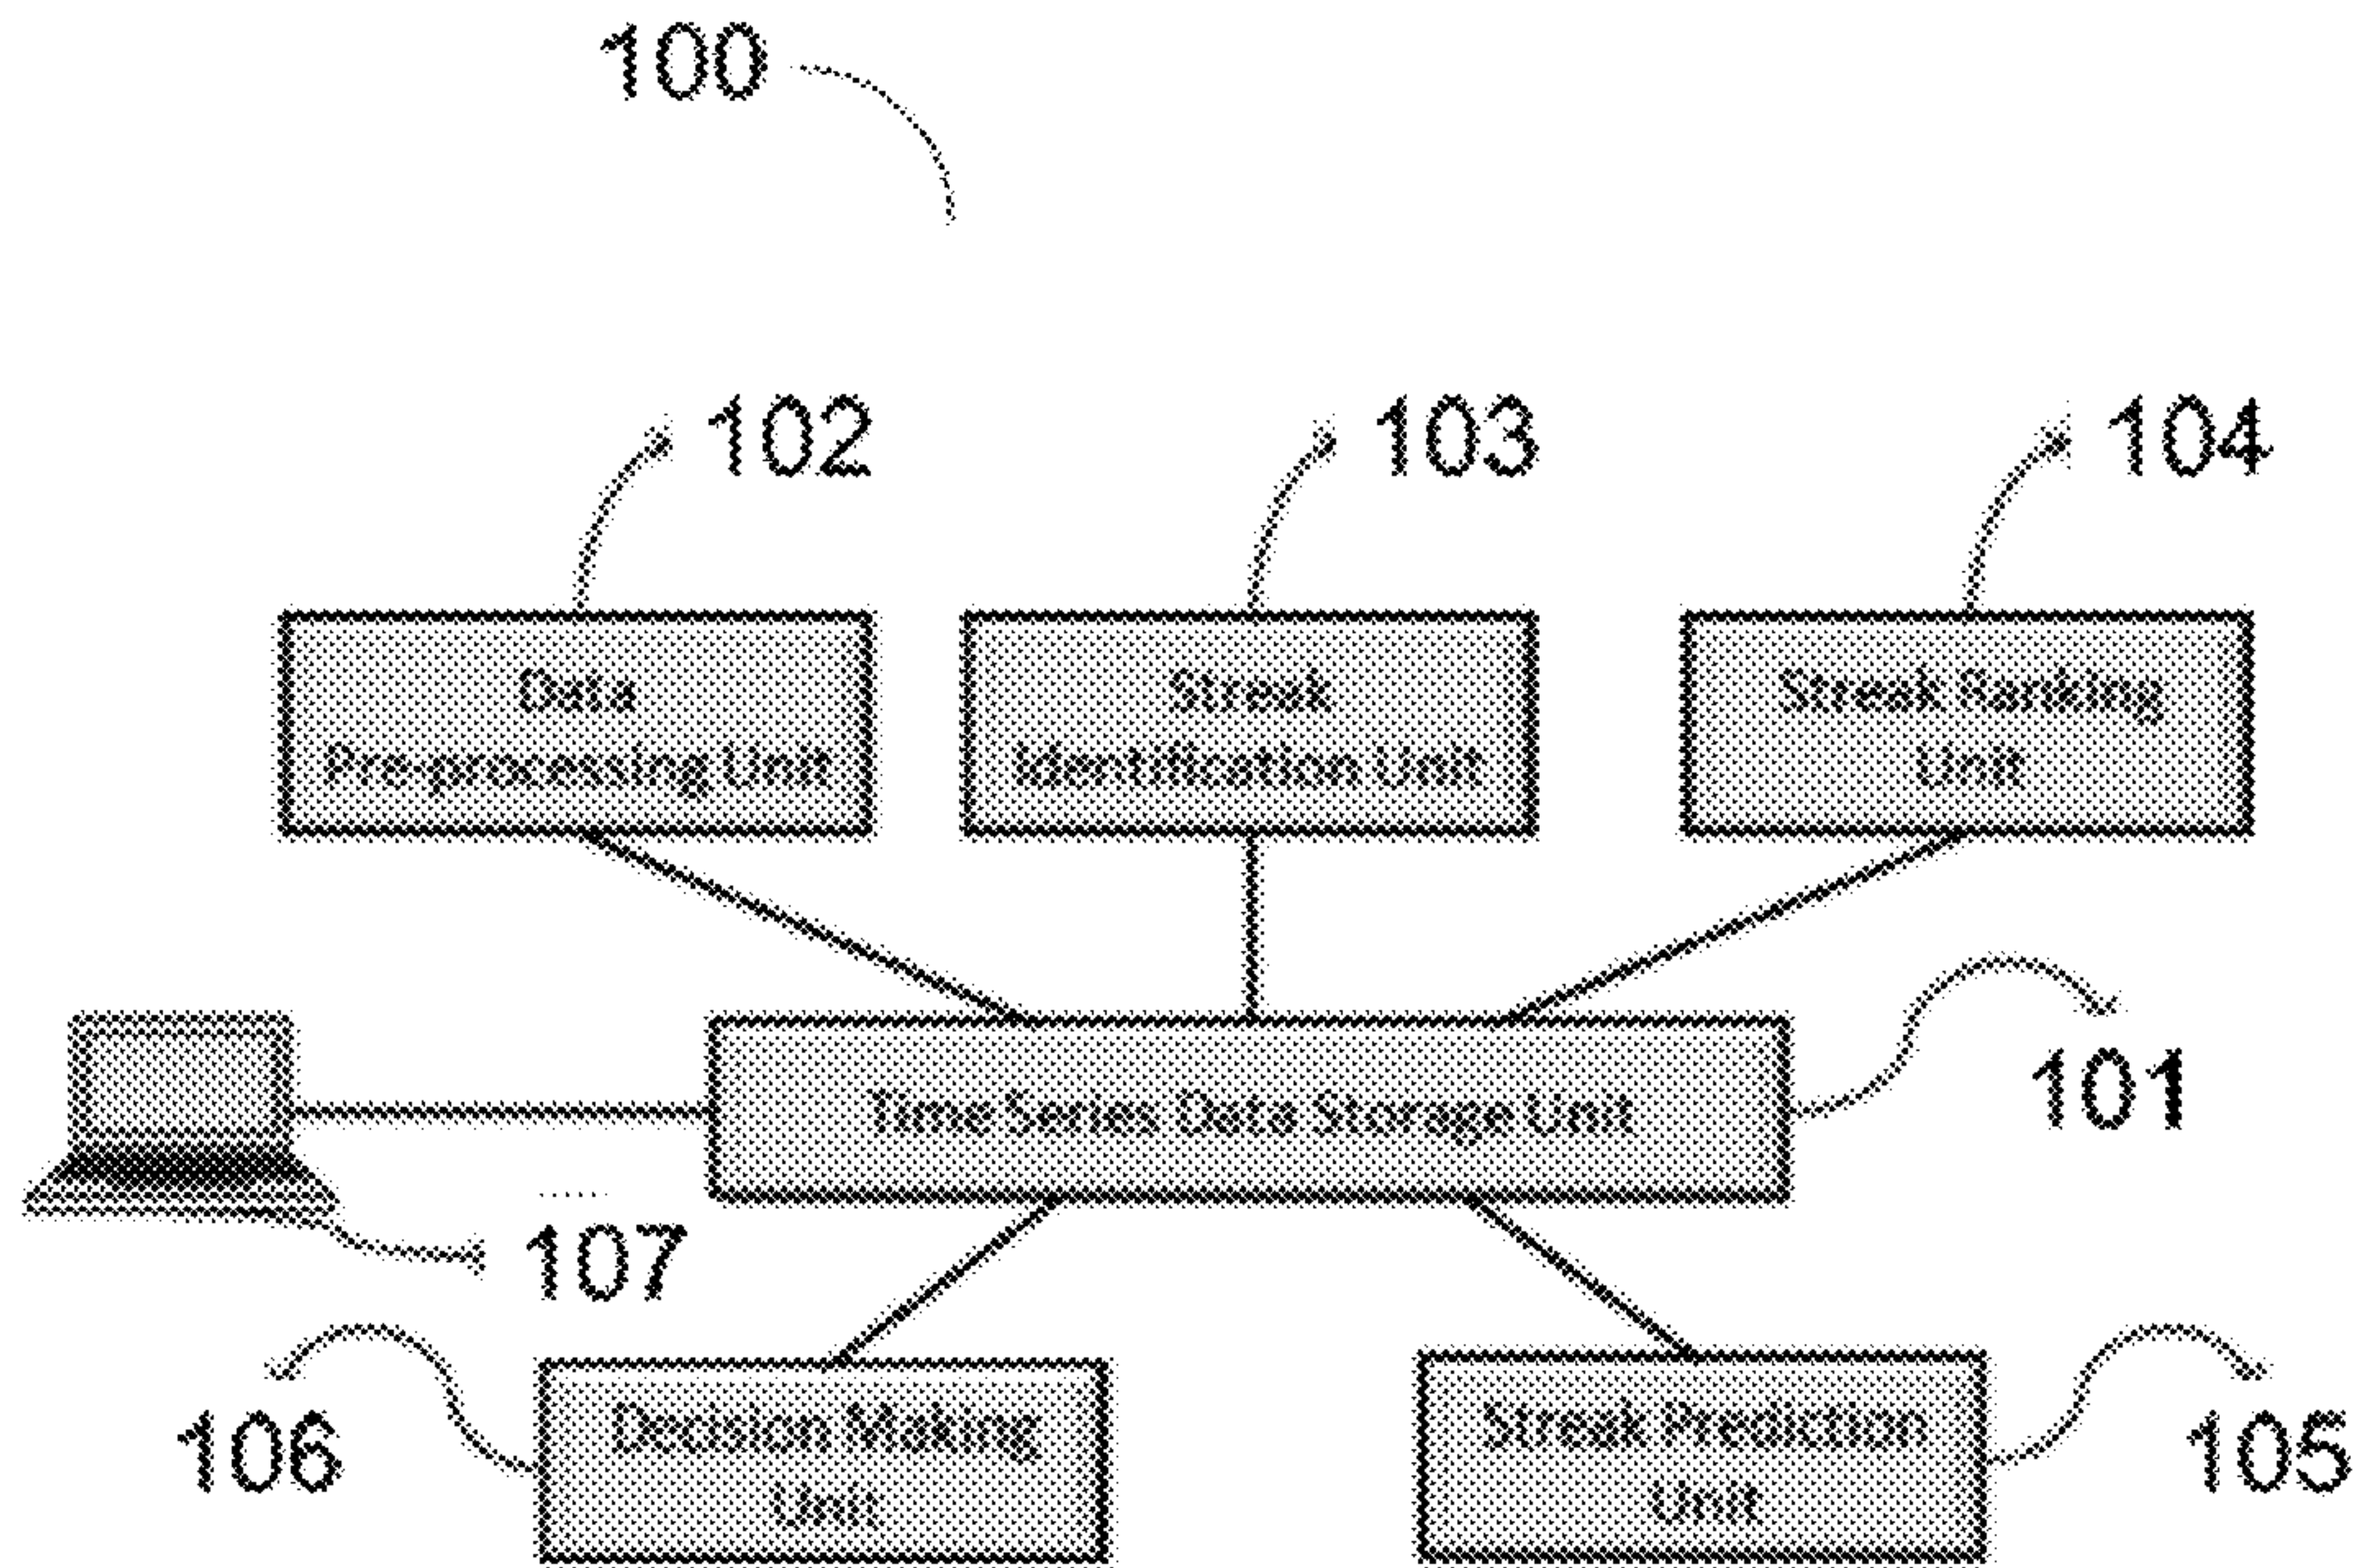 100
102
103
104
Data
Pre-processing Unit
Streak
Identification Unit
Streak Ranking
Unit
Time Series Data Storage Unit
101
107
106
Decision Making
Unit
Streak Prediction
Unit
105